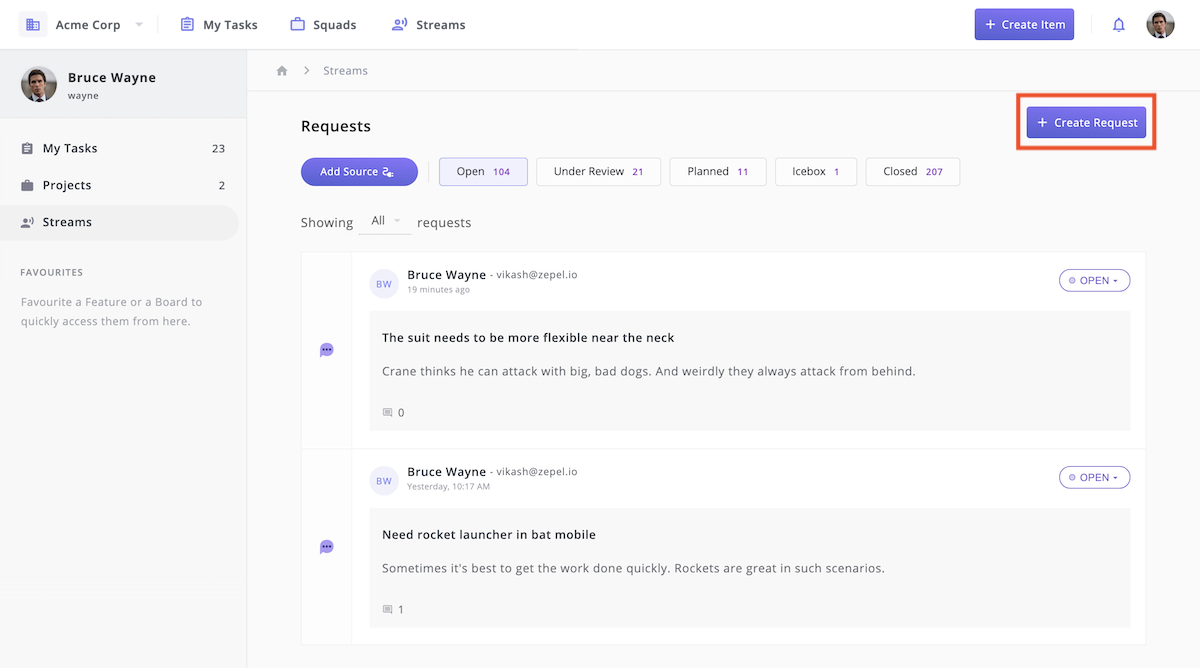 Acme Corp
My Tasks
Squads
Streams
+ Create Item
Bruce Wayne
wayne
My Tasks 23
Projects 2
Streams
FAVOURITES
Favourite a Feature or a Board to
quickly access them from here.
Streams
Requests
+ Create Request
Add Source
Open 104
Under Review 21
Planned 11
Icebox 1
Closed 207
Showing All requests
BW
Bruce Wayne - vikash@zepel.io
19 minutes ago
OPEN
The suit needs to be more flexible near the neck
Crane thinks he can attack with big, bad dogs. And weirdly they always attack from behind.
0
BW
Bruce Wayne - vikash@zepel.io
Yesterday, 10:17 AM
OPEN
Need rocket launcher in bat mobile
Sometimes it's best to get the work done quickly. Rockets are great in such scenarios.
1